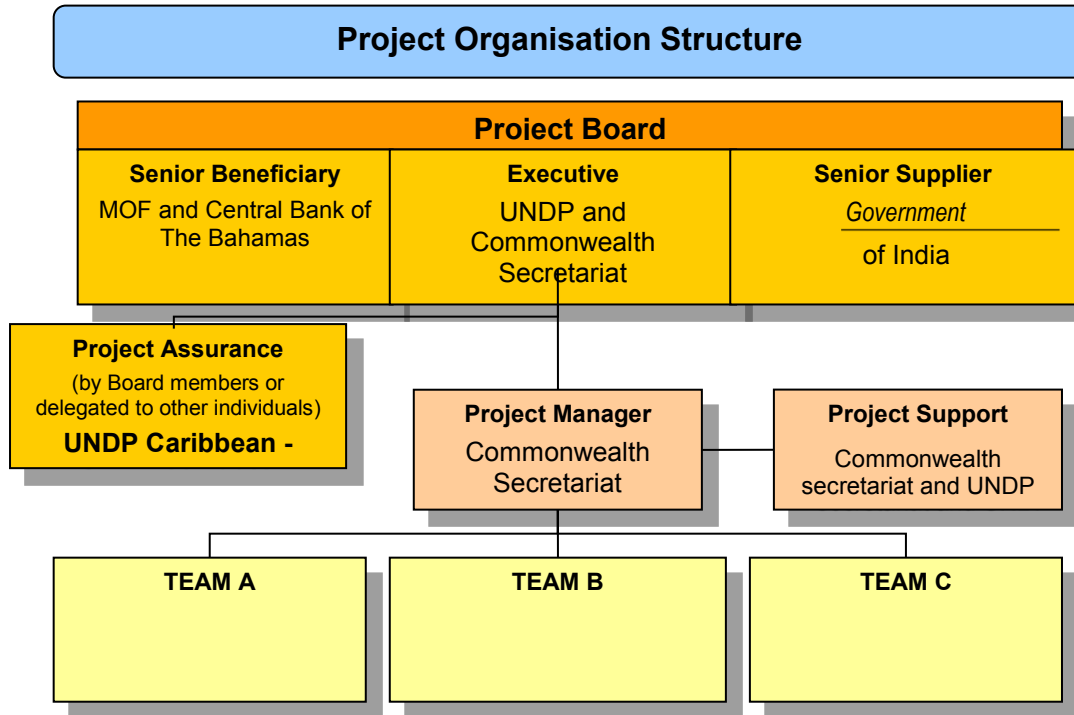 Project Organisation Structure
Project Board
Senior Beneficiary
MOF and Central Bank of
The Bahamas
Executive
UNDP and
Commonwealth
Secretariat
Senior Supplier
Government
of India
Project Assurance
(by Board members or
delegated to other individuals)
UNDP Caribbean -
Project Manager
Commonwealth
Secretariat
Project Support
Commonwealth
secretariat and UNDP
TEAM A
TEAM B
TEAM C